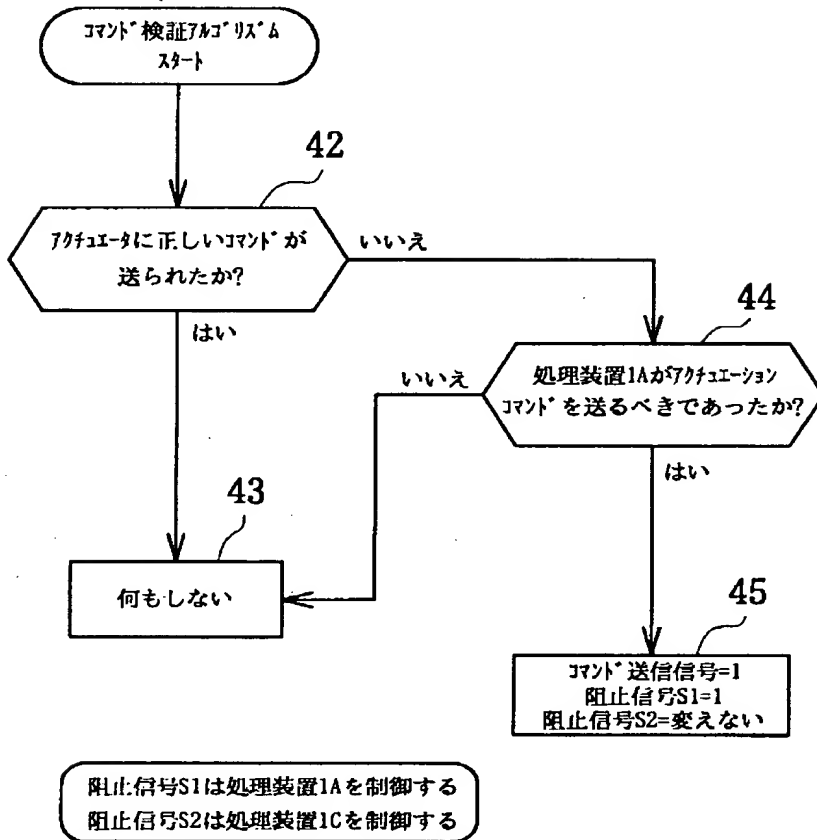 コマンド検証アルゴリズム
スタート
42
アクチュエータに正しいコマンドが
送られたか?
いいえ
はい
44
処理装置1Aがアクチュエーション
コマンドを送るべきであったか?
いいえ
はい
43
何もしない
45
コマンド送信信号=1
阻止信号S1=1
阻止信号S2=変えない
阻止信号S1は処理装置1Aを制御する
阻止信号S2は処理装置1Cを制御する